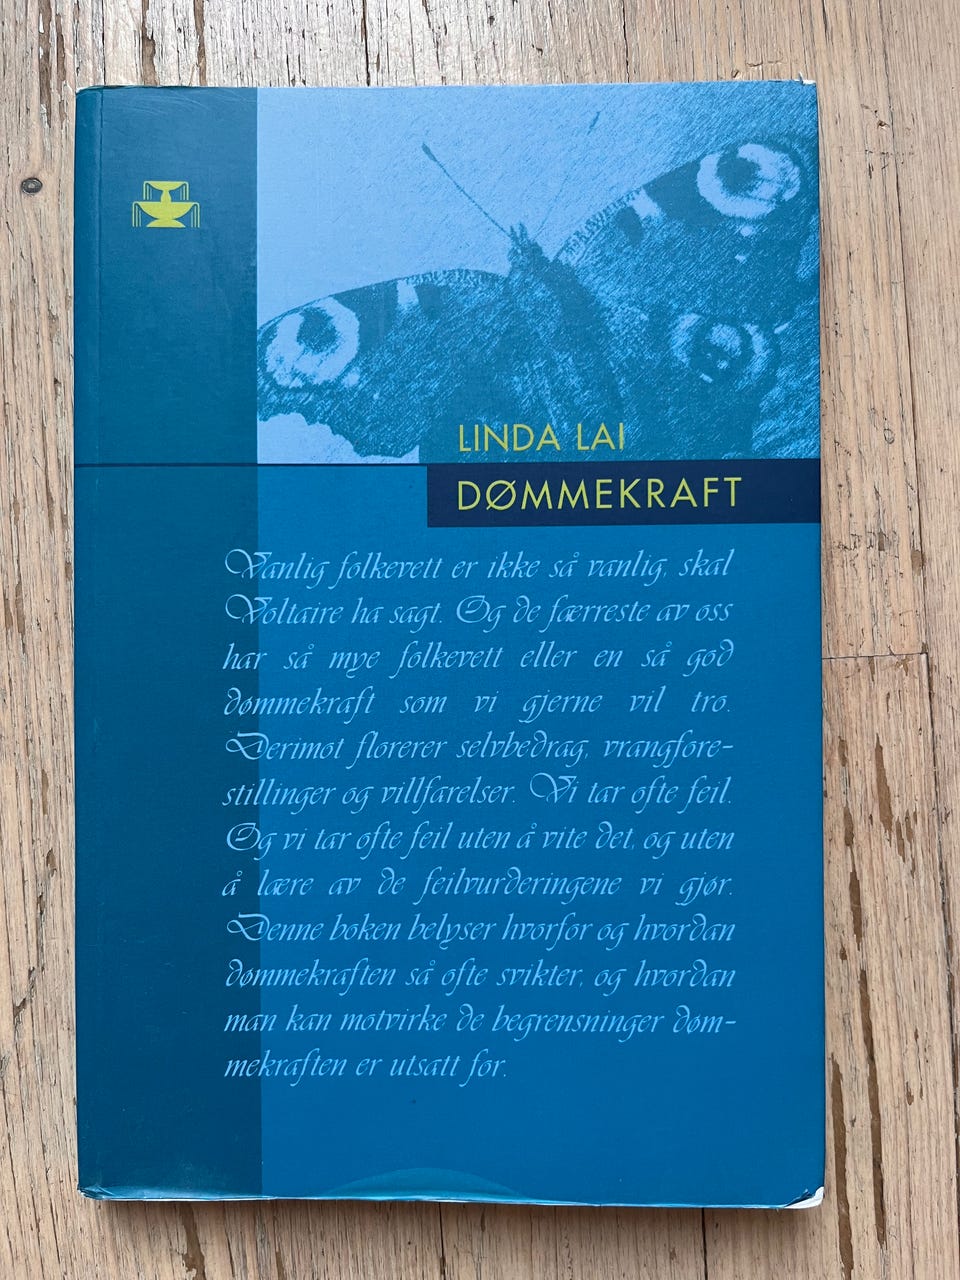 LINDA LAI
DØMMEKRAFT
Vanlig folkevett er ikke så vanlig, skal
Voltaire ha sagt. Og de færreste av oss
har så mye folkevett eller en så god
dømmekraft som vi gjerne vil tro.
Derimot florerer selvbedrag, vrangfore-
stillinger og villfarelser. Vi tar ofte feil.
Og vi tar ofte feil uten å vite det, og uten
å lære av de feilvurderingene vi gjør.
Denne boken belyser hvorfor og hvordan
dømmekraften så ofte svikter, og hvordan
man kan motvirke de begrensninger døm-
mekraften er utsatt for.